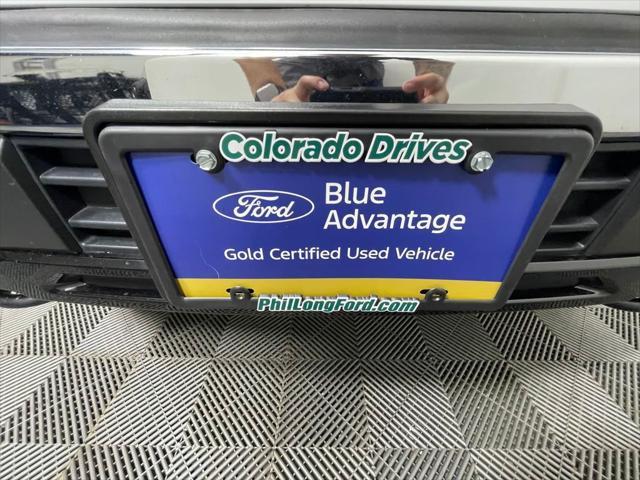 Colorado Drives
Ford
Blue
Advantage
Gold Certified Used Vehicle
PhilLongFord.com